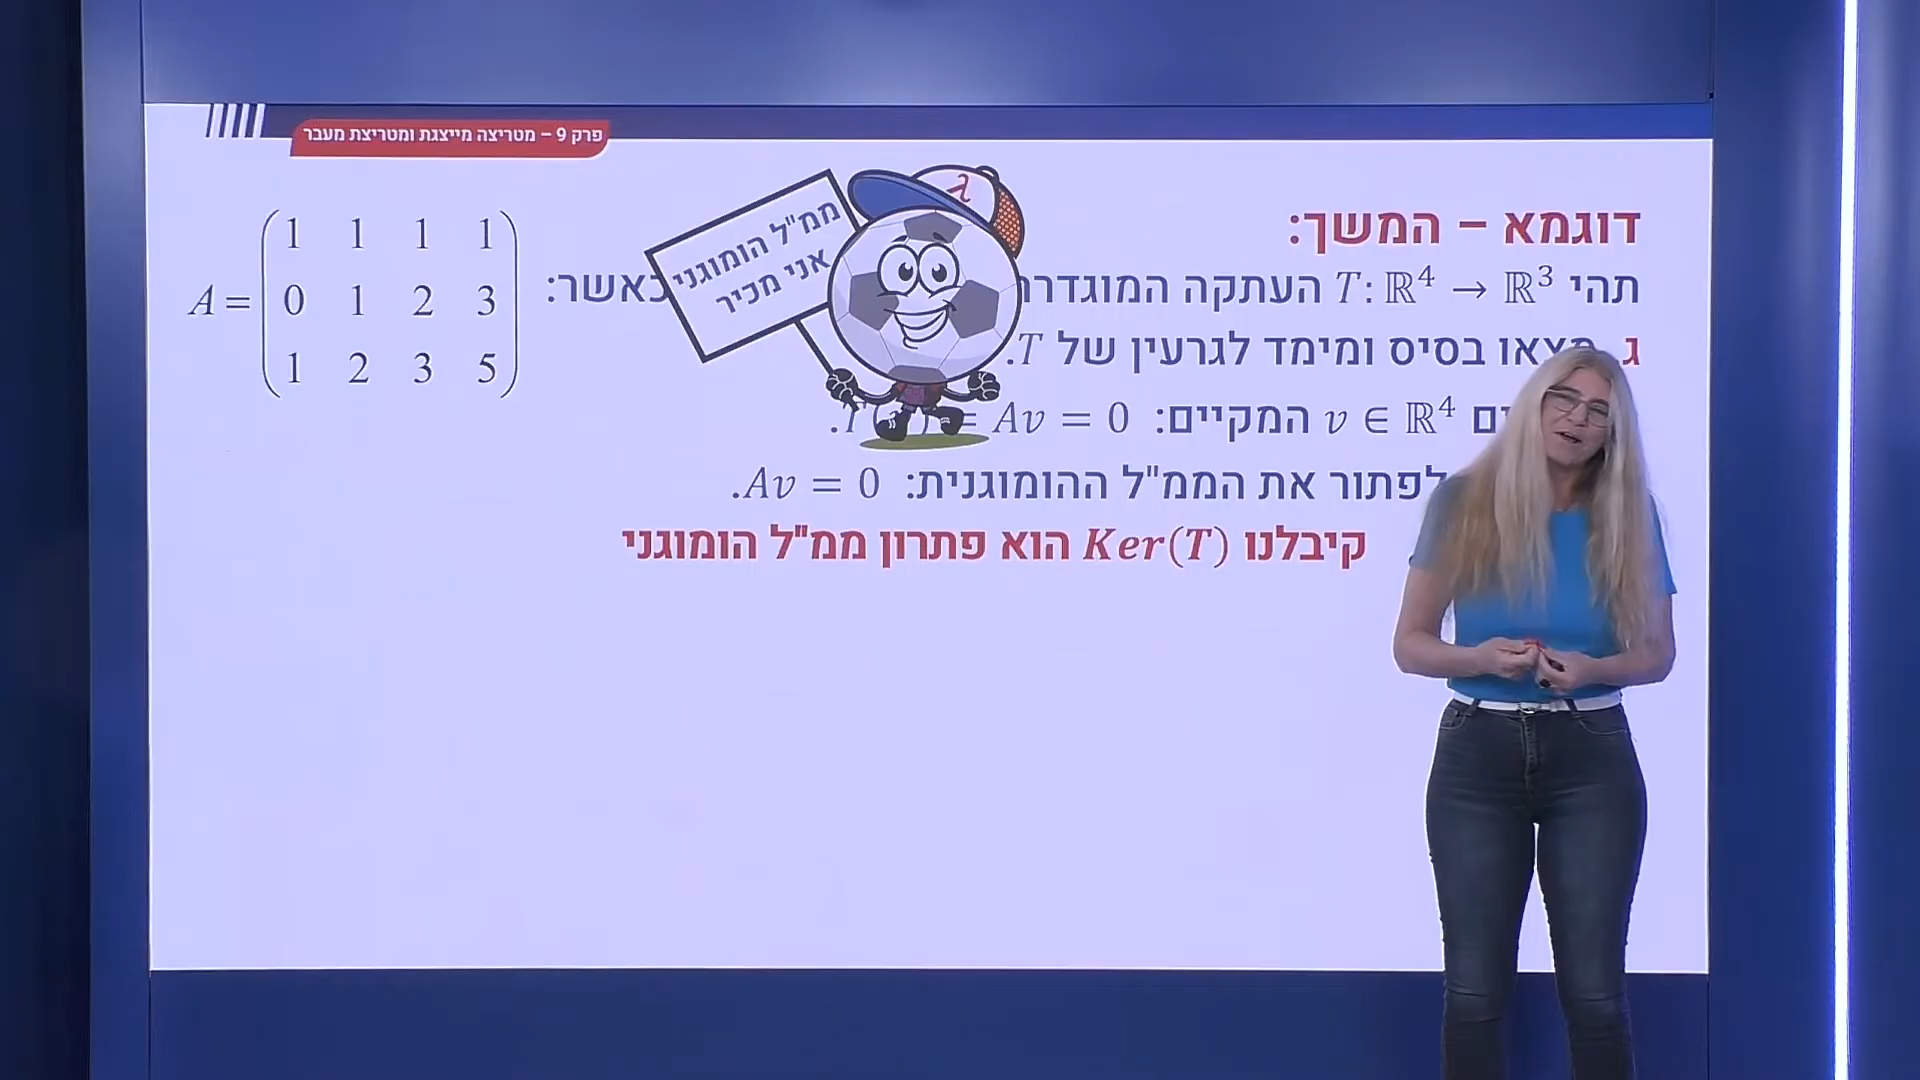 פרק 9 – מטריצה מייצגת ומטריצת מעבר
דוגמא – המשך:
תהי T: ℝ⁴ → ℝ³ העתקה המוגדרת כאשר:
A = (1 1 1 1
0 1 2 3
1 2 3 5)
ממ"ל הומוגני
אני מכיר
λ
ג. מצאו בסיס ומימד לגרעין של T.
v ∈ ℝ⁴ המקיים: = Av = 0.
לפתור את הממ"ל ההומוגנית: Av = 0.
קיבלנו Ker(T) הוא פתרון ממ"ל הומוגני